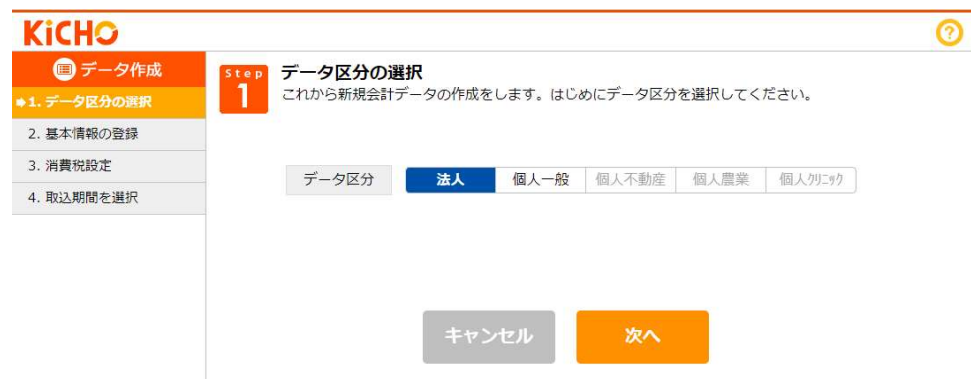 KiCHO
?
データ作成
1. データ区分の選択
2. 基本情報の登録
3. 消費税設定
4. 取込期間を選択
Step
1
データ区分の選択
これから新規会計データの作成をします。はじめにデータ区分を選択してください。
データ区分 法人 個人一般 個人不動産 個人農業 個人ｸﾘﾆｯｸ
キャンセル 次へ